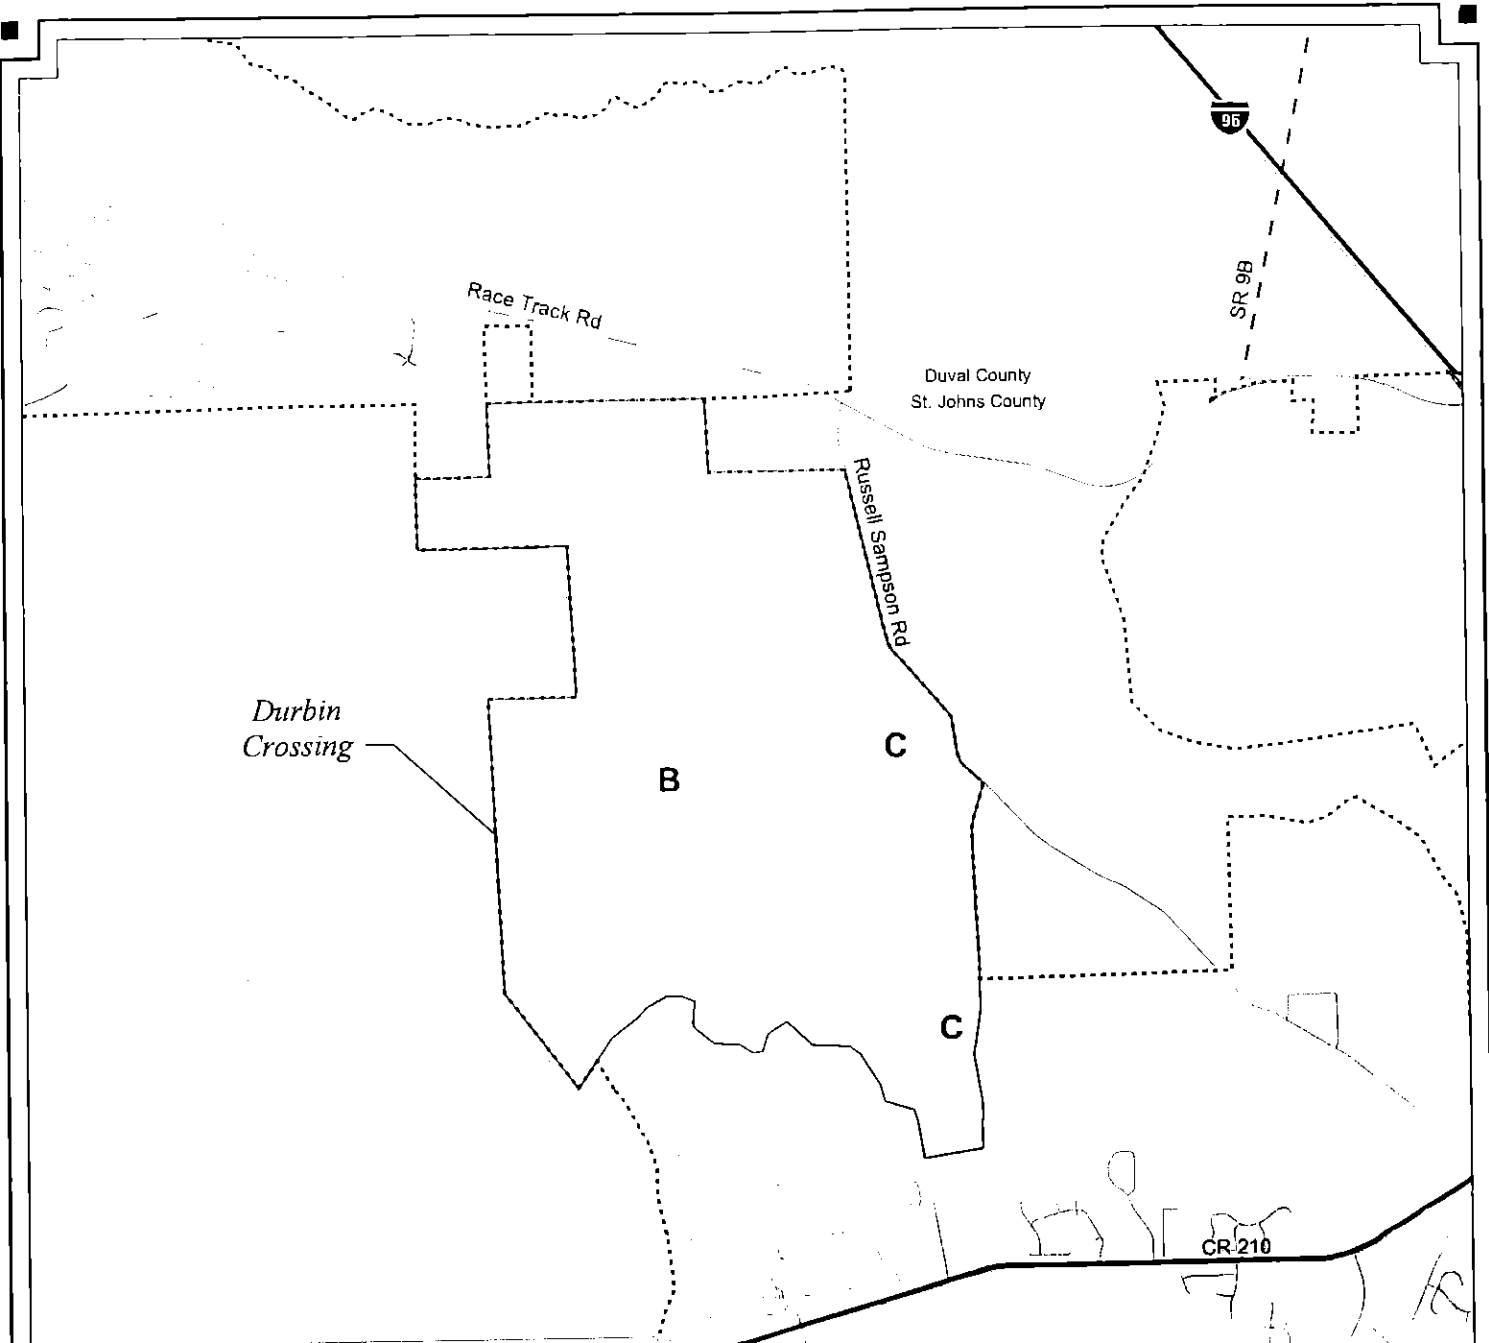 95
SR 9B
Race Track Rd
Duval County
St. Johns County
Russell Sampson Rd
Durbin
Crossing
C
B
C
CR 210